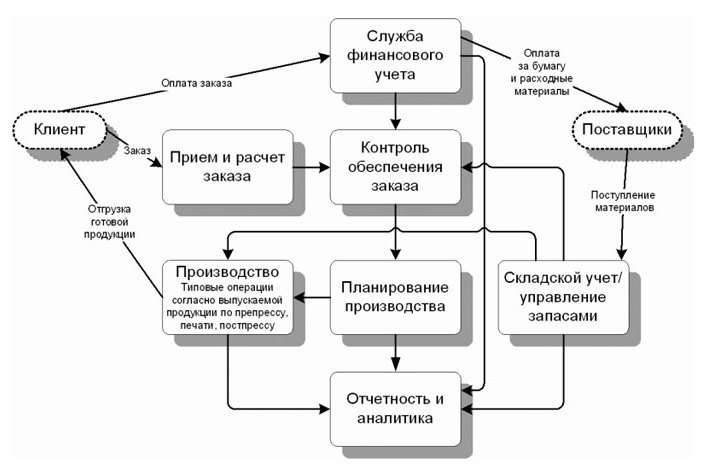 Служба
финансового
учета
Оплата
за бумагу
и расходные
материалы
Оплата заказа
Клиент
Поставщики
Заказ
Прием и расчет
заказа
Контроль
обеспечения
заказа
Поступление
материалов
Отгрузка
готовой
продукции
Производство
Типовые операции
согласно выпускаемой
продукции по препрессу,
печати, постпрессу
Планирование
производства
Складской учет/
управление
запасами
Отчетность и
аналитика